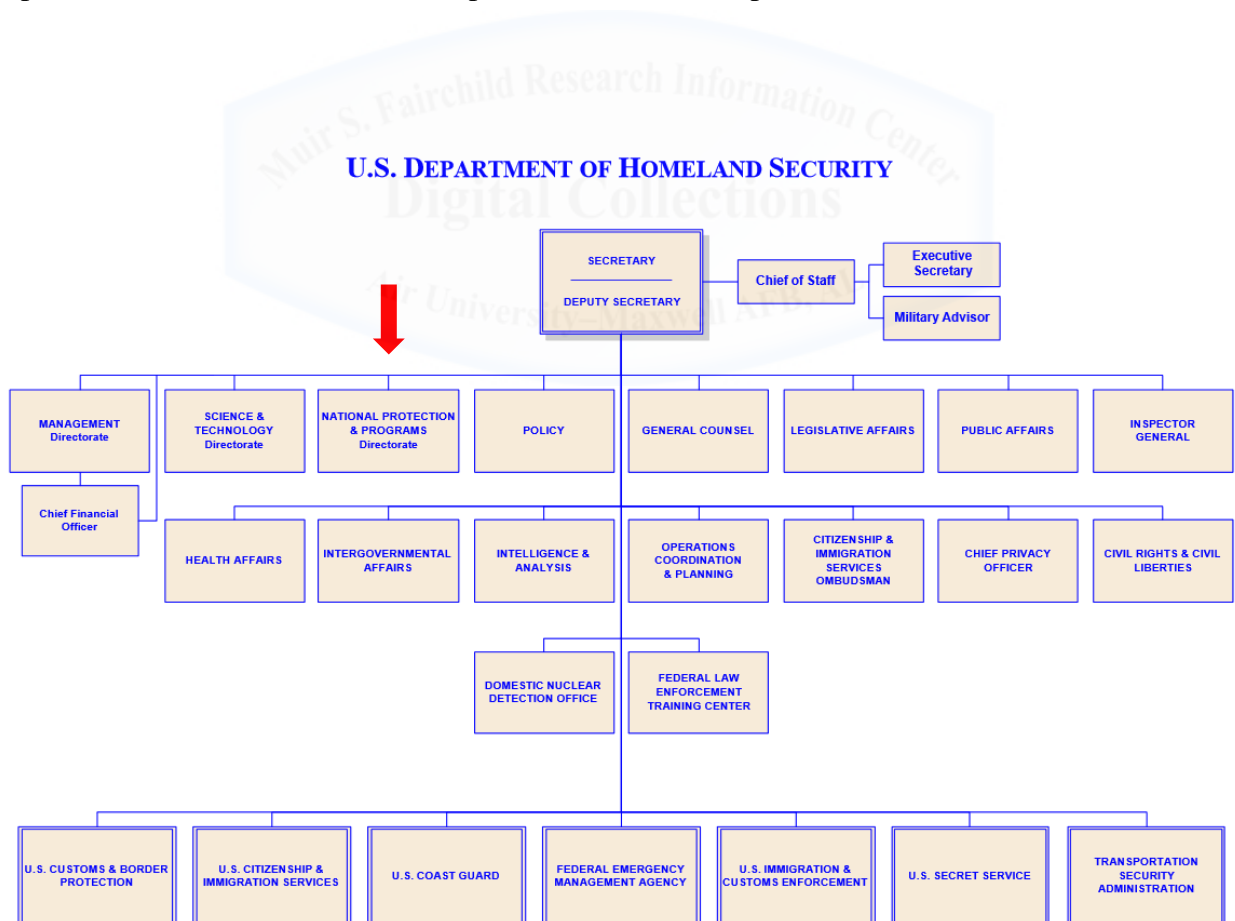 Muir S. Fairchild Research Information Center
Digital Collections
Air University–Maxwell AFB, AL
U.S. DEPARTMENT OF HOMELAND SECURITY
SECRETARY
DEPUTY SECRETARY
Chief of Staff
Executive
Secretary
Military Advisor
MANAGEMENT
Directorate
SCIENCE &
TECHNOLOGY
Directorate
NATIONAL PROTECTION
& PROGRAMS
Directorate
POLICY
GENERAL COUNSEL
LEGISLATIVE AFFAIRS
PUBLIC AFFAIRS
INSPECTOR
GENERAL
Chief Financial
Officer
HEALTH AFFAIRS
INTERGOVERNMENTAL
AFFAIRS
INTELLIGENCE &
ANALYSIS
OPERATIONS
COORDINATION
& PLANNING
CITIZENSHIP &
IMMIGRATION
SERVICES
OMBUDSMAN
CHIEF PRIVACY
OFFICER
CIVIL RIGHTS & CIVIL
LIBERTIES
DOMESTIC NUCLEAR
DETECTION OFFICE
FEDERAL LAW
ENFORCEMENT
TRAINING CENTER
U.S. CUSTOMS & BORDER
PROTECTION
U.S. CITIZENSHIP &
IMMIGRATION SERVICES
U.S. COAST GUARD
FEDERAL EMERGENCY
MANAGEMENT AGENCY
U.S. IMMIGRATION &
CUSTOMS ENFORCEMENT
U.S. SECRET SERVICE
TRANSPORTATION
SECURITY
ADMINISTRATION